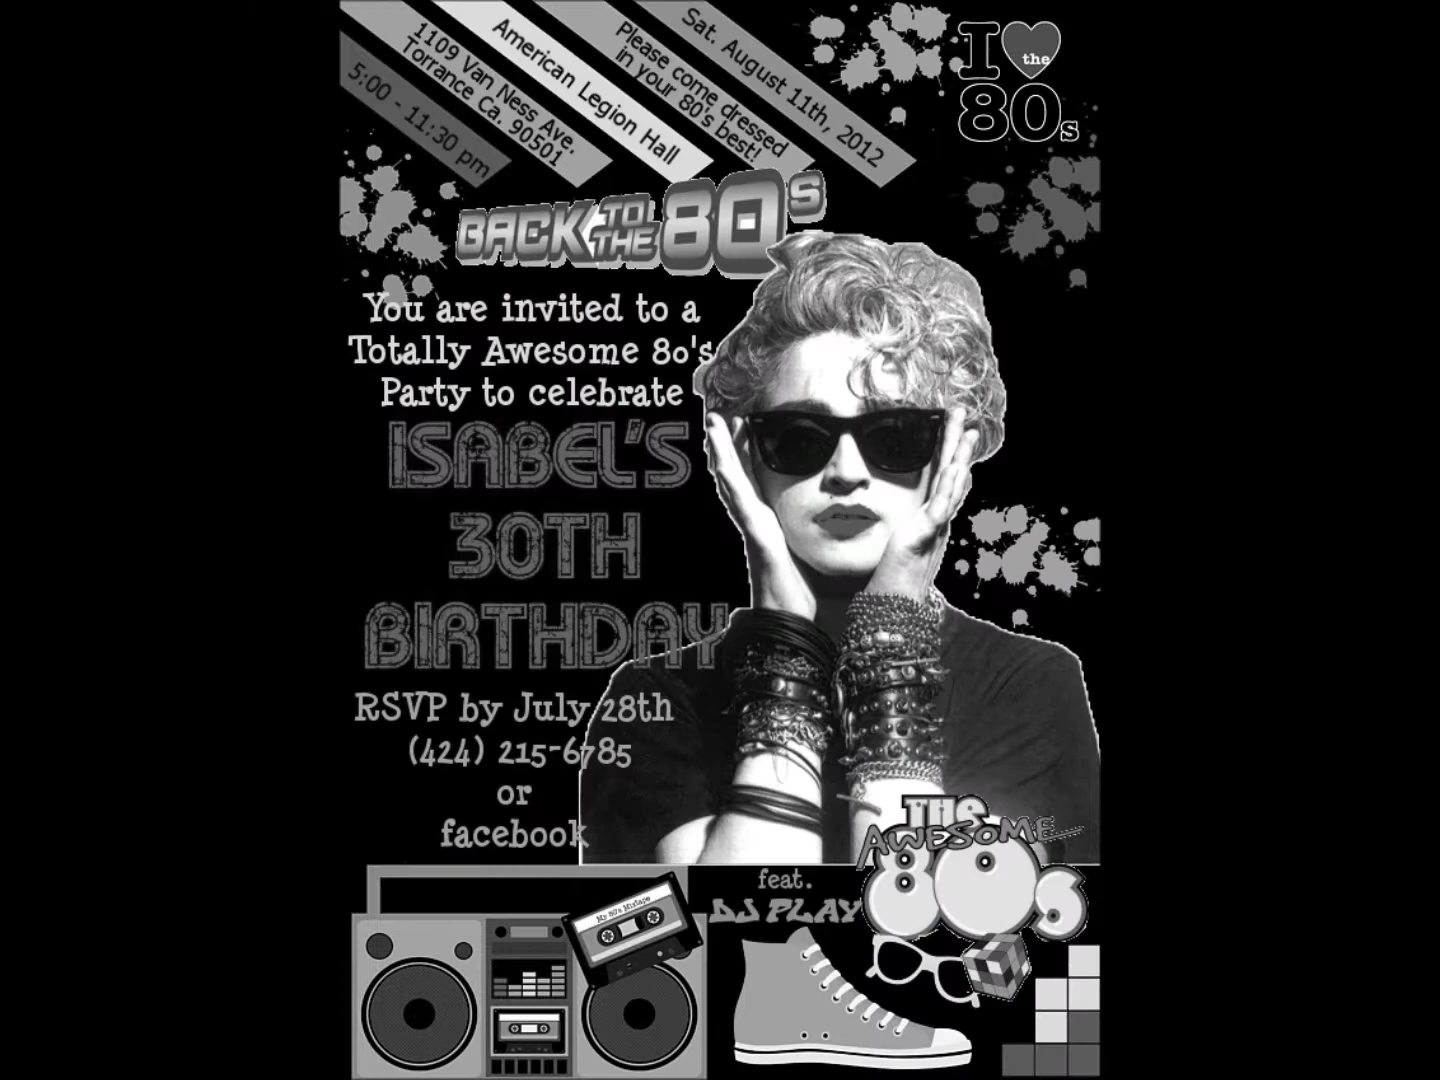 5:00 - 11:30 pm
1109 Van Ness Ave.
Torrance Ca. 90501
American Legion Hall
Please come dressed
in your 80's best!
Sat. August 11th, 2012
I the
80s
BACK TO THE 80s
You are invited to a
Totally Awesome 80's
Party to celebrate
ISABEL'S
30TH
BIRTHDAY
RSVP by July 28th
(424) 215-6785
or
facebook
My 80's Mixtape
feat.
DJ PLAY
THE
AWESOME
80s